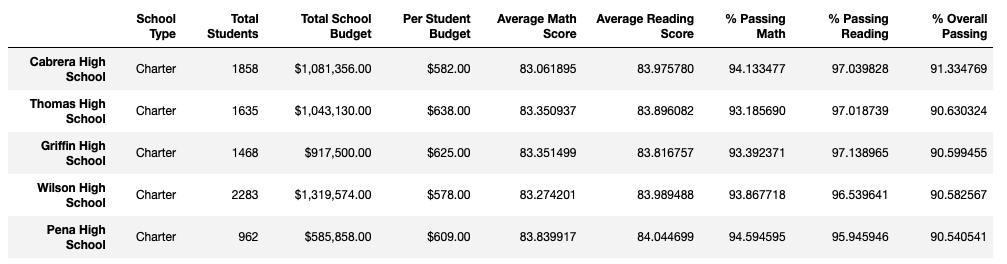 School Type Total Students Total School Budget Per Student Budget Average Math Score Average Reading Score % Passing Math % Passing Reading % Overall Passing
Cabrera High School Charter 1858 $1,081,356.00 $582.00 83.061895 83.975780 94.133477 97.039828 91.334769
Thomas High School Charter 1635 $1,043,130.00 $638.00 83.350937 83.896082 93.185690 97.018739 90.630324
Griffin High School Charter 1468 $917,500.00 $625.00 83.351499 83.816757 93.392371 97.138965 90.599455
Wilson High School Charter 2283 $1,319,574.00 $578.00 83.274201 83.989488 93.867718 96.539641 90.582567
Pena High School Charter 962 $585,858.00 $609.00 83.839917 84.044699 94.594595 95.945946 90.540541